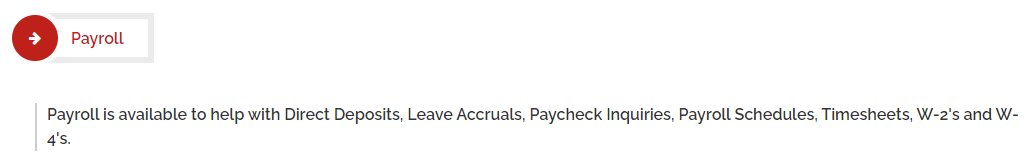 Payroll
Payroll is available to help with Direct Deposits, Leave Accruals, Paycheck Inquiries, Payroll Schedules, Timesheets, W-2's and W-
4's.